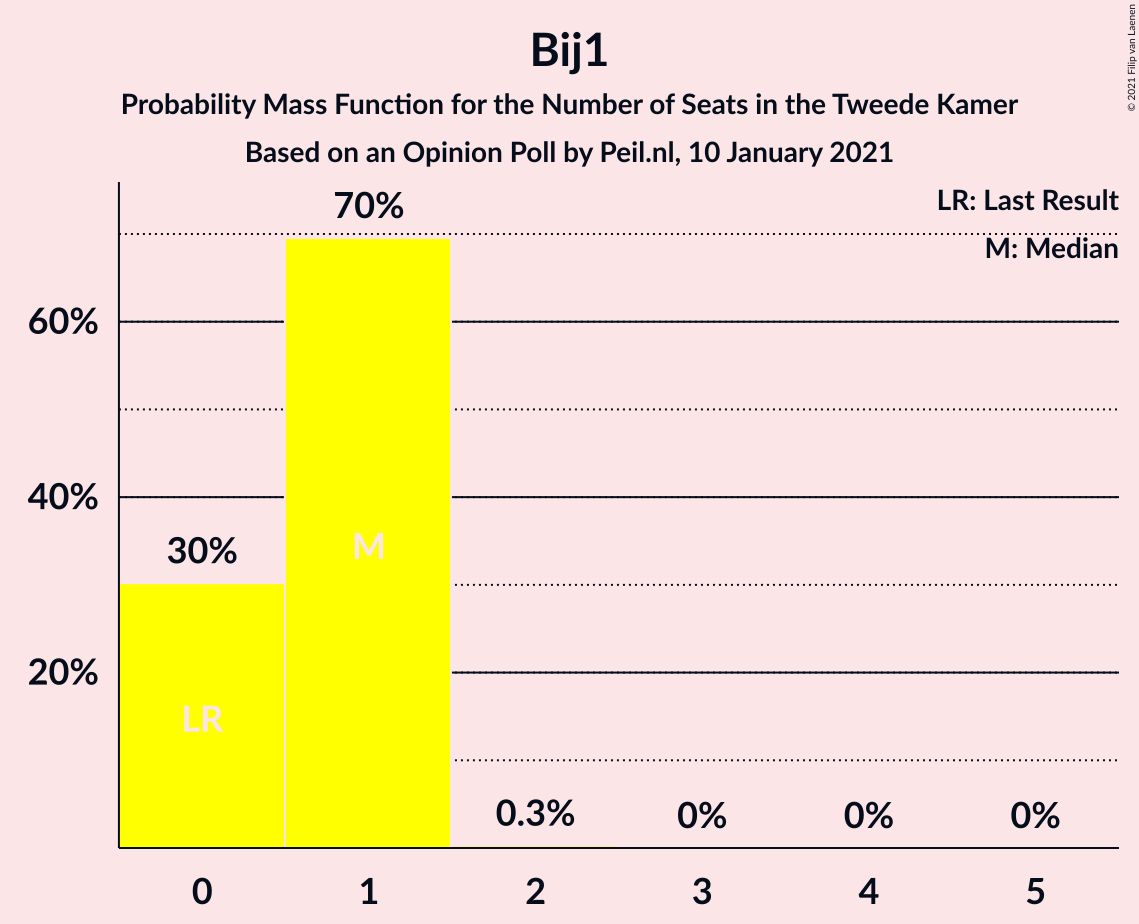 Bij1
Probability Mass Function for the Number of Seats in the Tweede Kamer
Based on an Opinion Poll by Peil.nl, 10 January 2021
© 2021 Filip van Laenen
LR: Last Result
M: Median
70%
60%
40%
30%
M
20%
LR
0.3%
0%
0%
0%
0
1
2
3
4
5